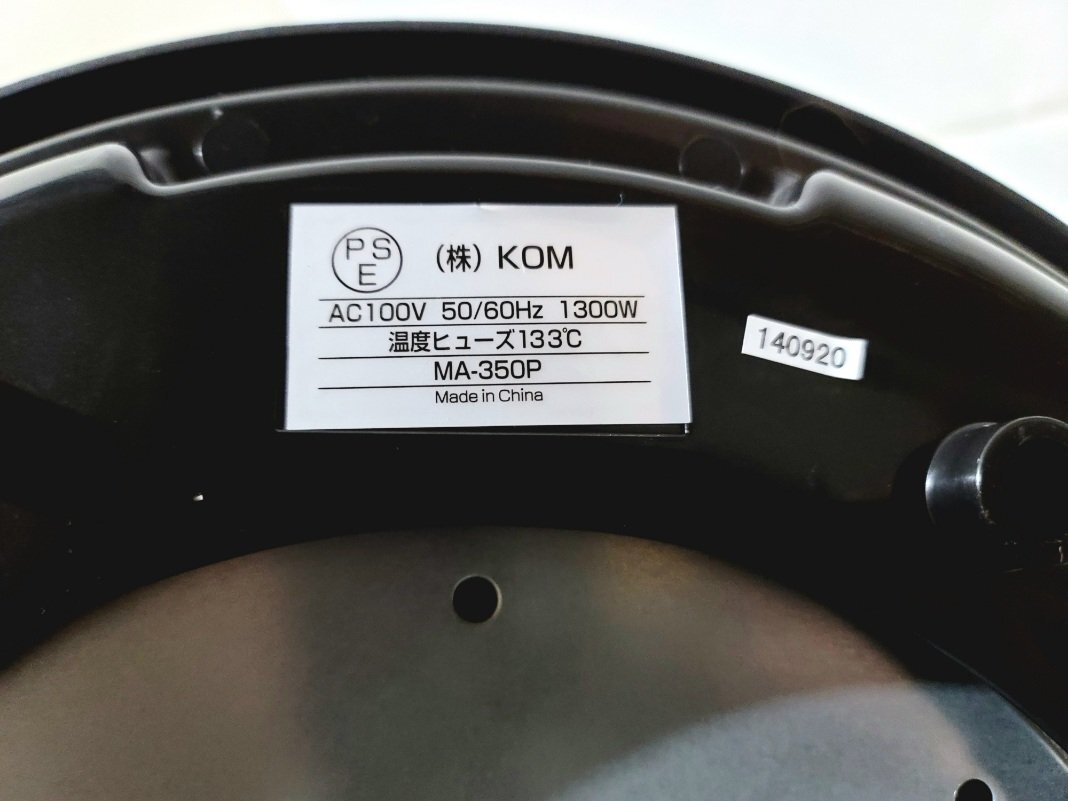 PSE (株) KOM
AC100V 50/60Hz 1300W
温度ヒューズ133℃
MA-350P
Made in China
140920